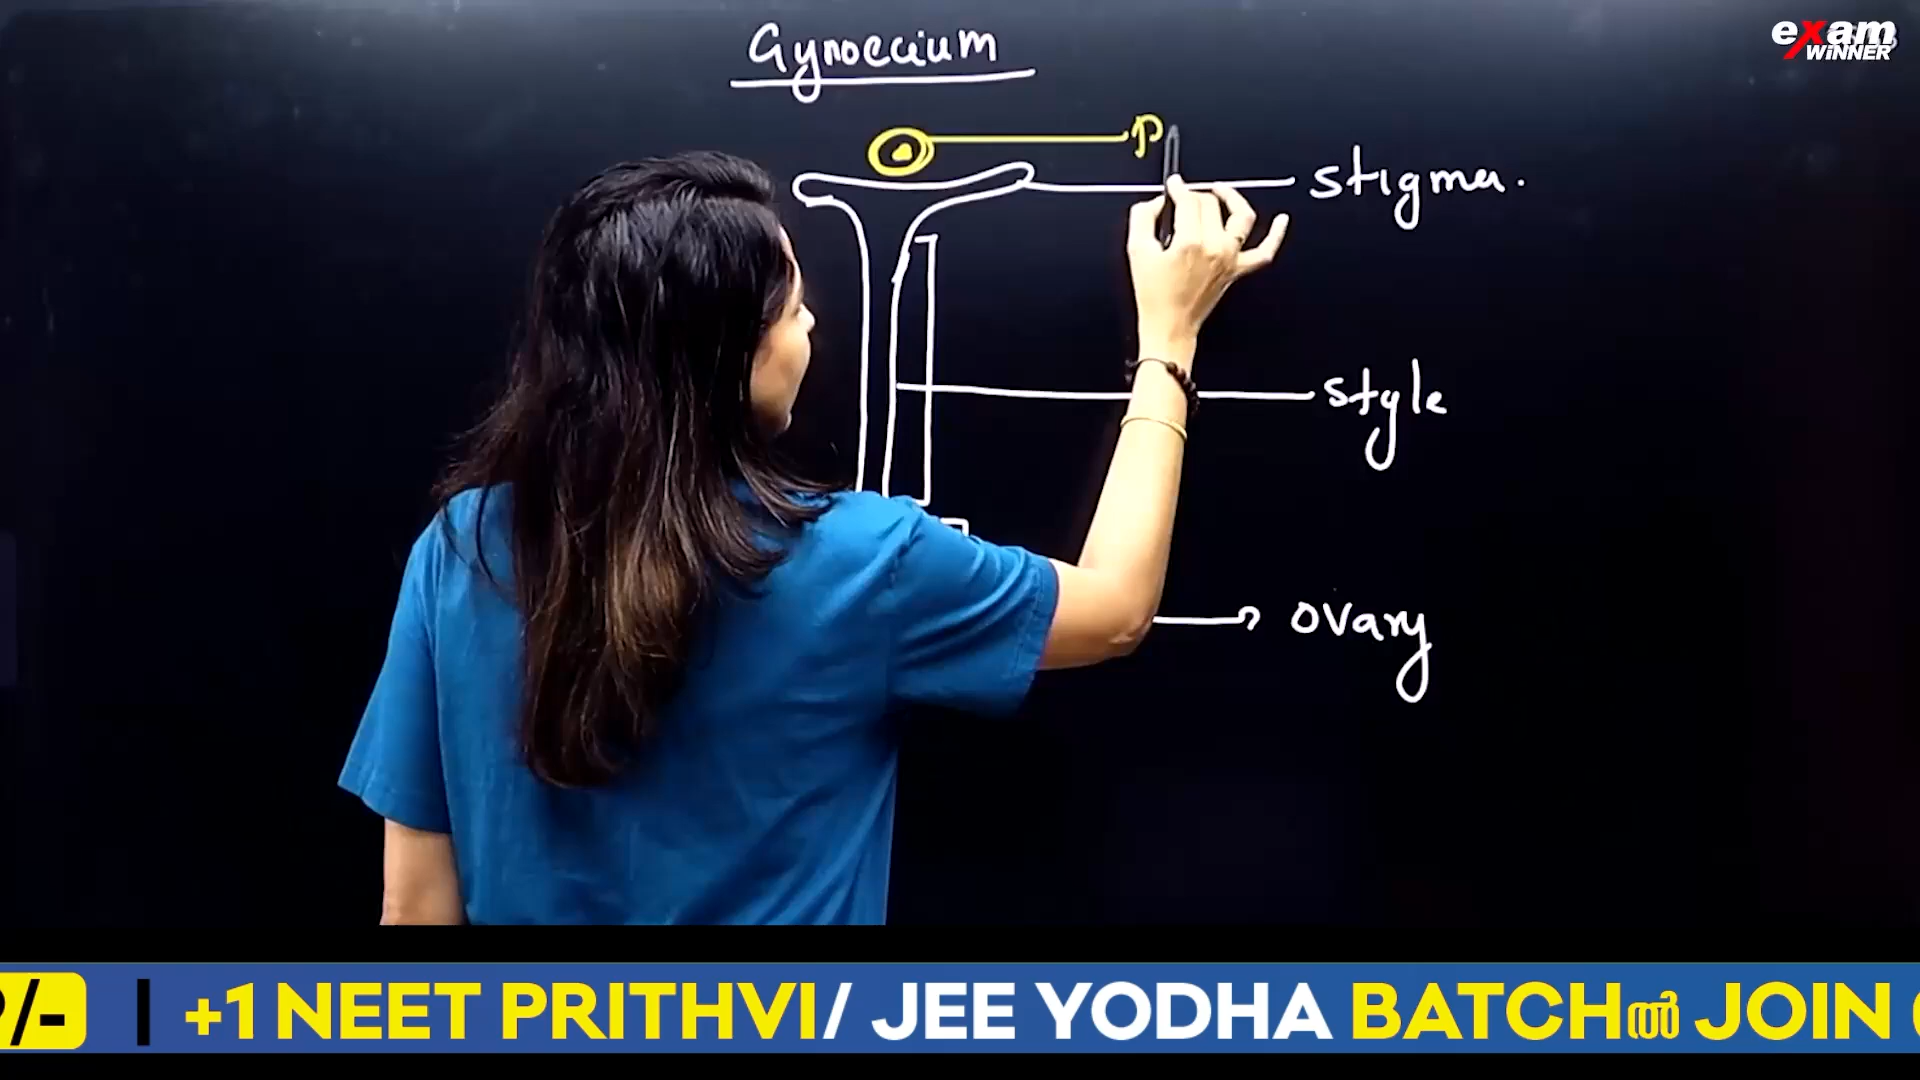 Gynoecium
exam
WiNNER
P
stigma.
style
ovary
/- | +1 NEET PRITHVI/ JEE YODHA BATCHൽ JOIN